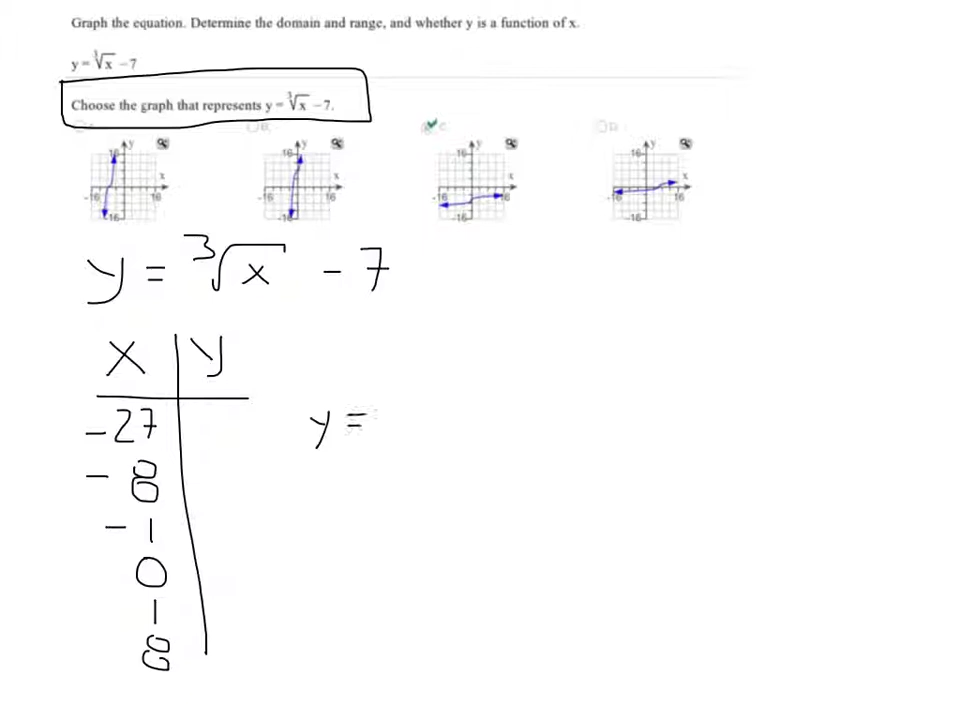 Graph the equation. Determine the domain and range, and whether y is a function of x.
y = ∛x − 7
Choose the graph that represents y = ∛x − 7.
B. C. D.
y 16 x -16 16 -16
y 16 x -16 16 -16
y 16 x -16 16 -16
y 16 x -16 16 -16
y = ∛x − 7
x | y
-27 y =
-8
-1
0
1
8